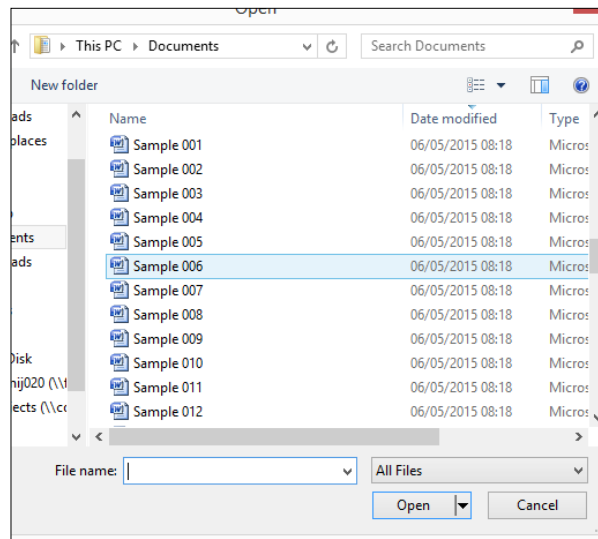 Open
This PC Documents
Search Documents
New folder
ads
places
ents
ads
Disk
nij020 (\\f
ects (\\co
Name Date modified Type
Sample 001 06/05/2015 08:18 Micros
Sample 002 06/05/2015 08:18 Micros
Sample 003 06/05/2015 08:18 Micros
Sample 004 06/05/2015 08:18 Micros
Sample 005 06/05/2015 08:18 Micros
Sample 006 06/05/2015 08:18 Micros
Sample 007 06/05/2015 08:18 Micros
Sample 008 06/05/2015 08:18 Micros
Sample 009 06/05/2015 08:18 Micros
Sample 010 06/05/2015 08:18 Micros
Sample 011 06/05/2015 08:18 Micros
Sample 012 06/05/2015 08:18 Micros
File name:
All Files
Open
Cancel